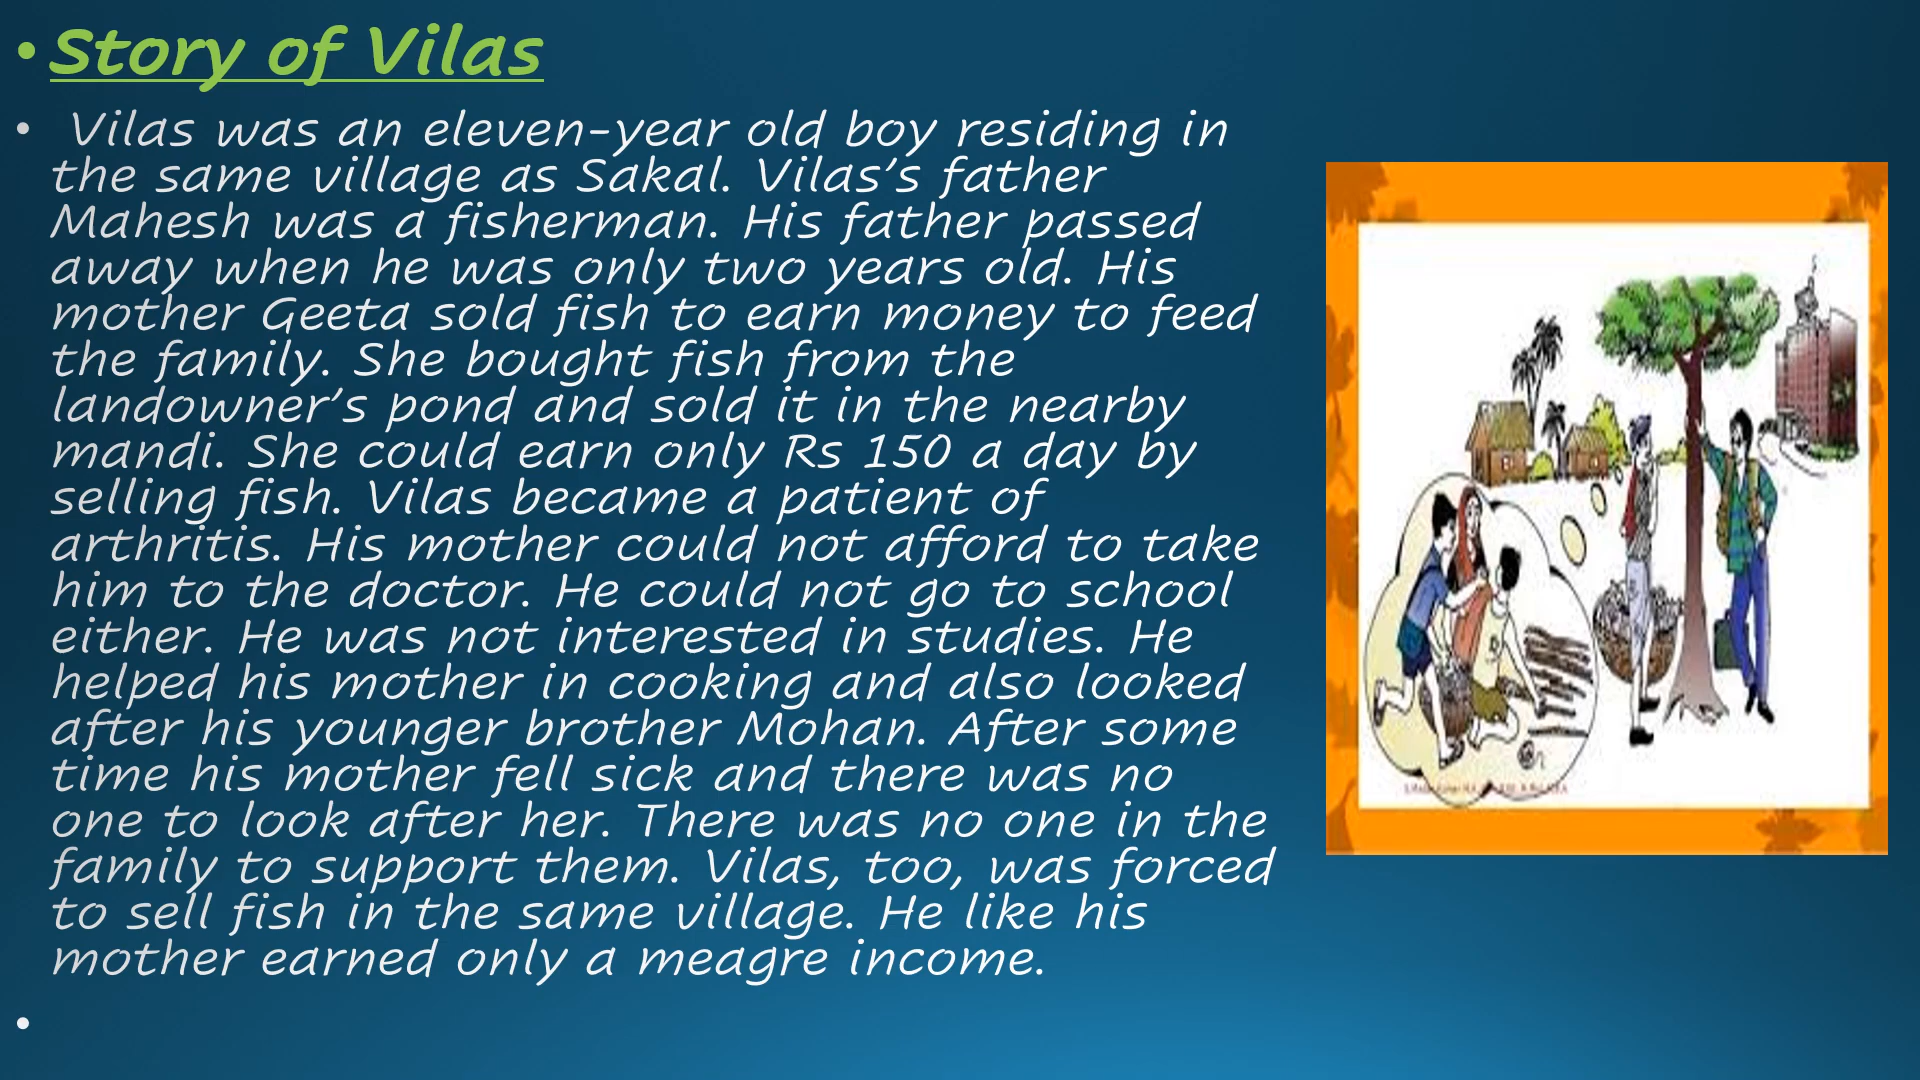 • Story of Vilas
• Vilas was an eleven-year old boy residing in
the same village as Sakal. Vilas’s father
Mahesh was a fisherman. His father passed
away when he was only two years old. His
mother Geeta sold fish to earn money to feed
the family. She bought fish from the
landowner’s pond and sold it in the nearby
mandi. She could earn only Rs 150 a day by
selling fish. Vilas became a patient of
arthritis. His mother could not afford to take
him to the doctor. He could not go to school
either. He was not interested in studies. He
helped his mother in cooking and also looked
after his younger brother Mohan. After some
time his mother fell sick and there was no
one to look after her. There was no one in the
family to support them. Vilas, too, was forced
to sell fish in the same village. He like his
mother earned only a meagre income.
•